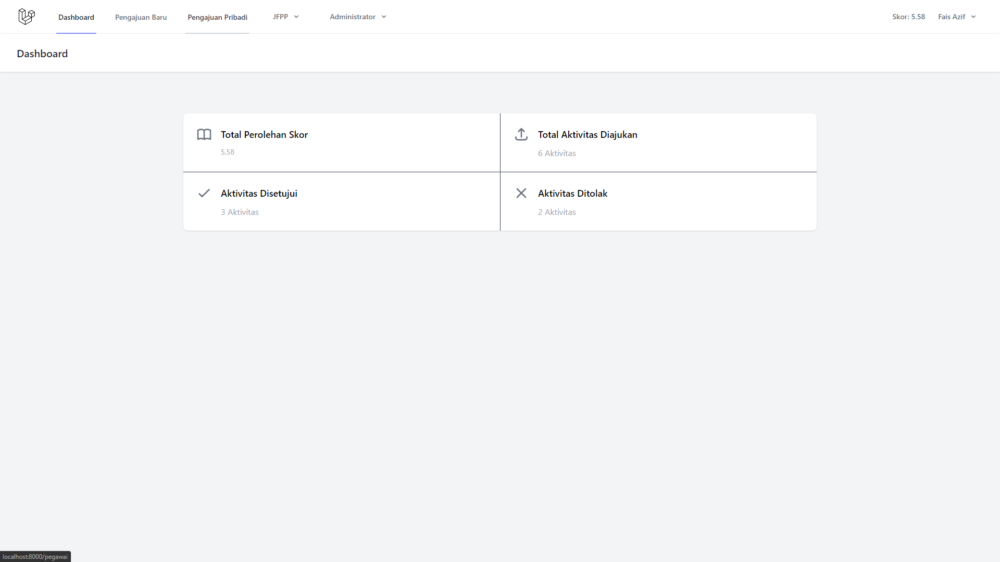 Dashboard
Pengajuan Baru
Pengajuan Pribadi
JFPP
Administrator
Skor: 5.58
Fais Azif
Dashboard
Total Perolehan Skor
5.58
Total Aktivitas Diajukan
6 Aktivitas
Aktivitas Disetujui
3 Aktivitas
Aktivitas Ditolak
2 Aktivitas
localhost:8000/pegawai